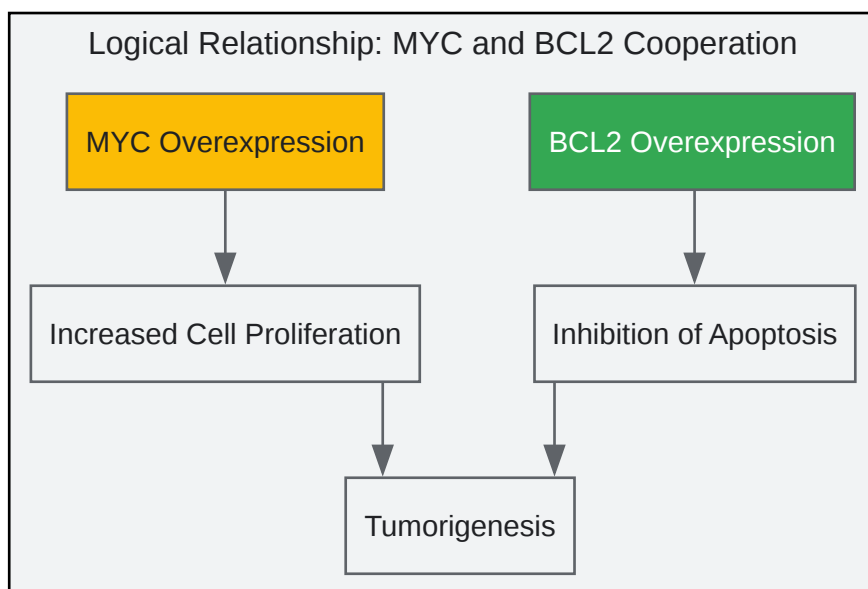 Logical Relationship: MYC and BCL2 Cooperation
MYC Overexpression
BCL2 Overexpression
Increased Cell Proliferation
Inhibition of Apoptosis
Tumorigenesis